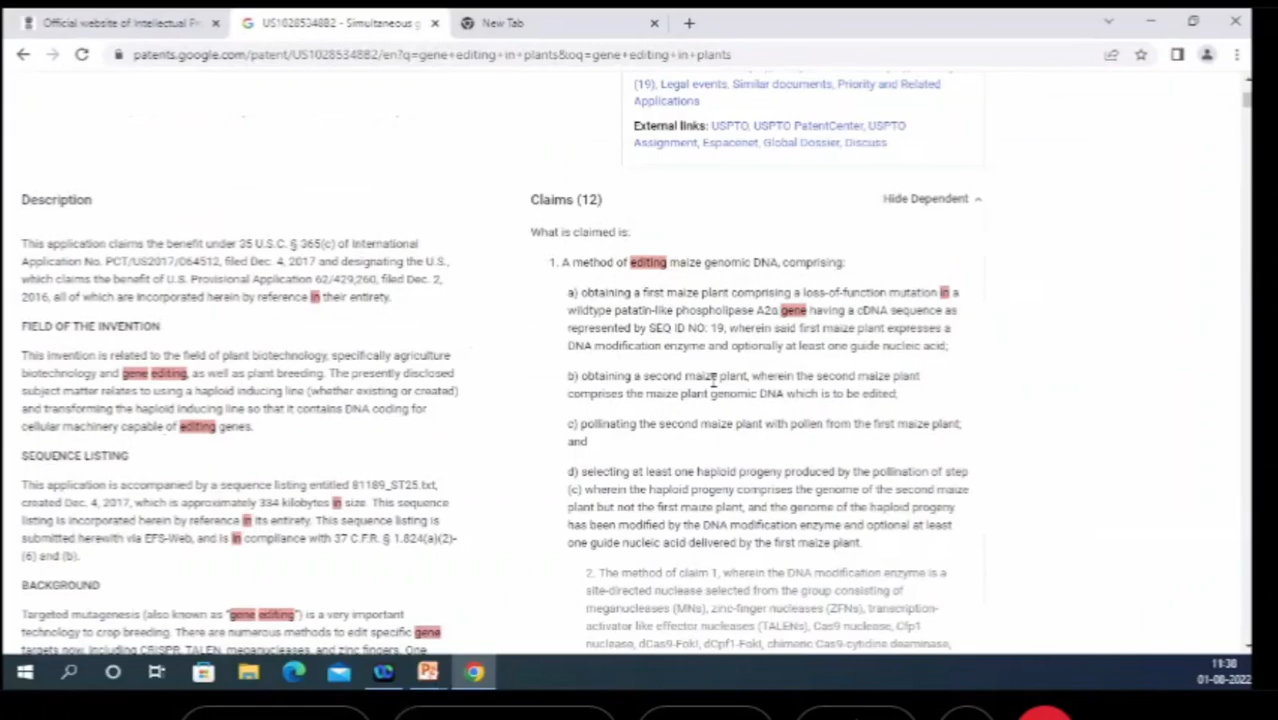 Official website of Intellectual Pr
US10285348B2 - Simultaneous g
New Tab
patents.google.com/patent/US10285348B2/en?q=gene+editing+in+plants&oq=gene+editing+in+plants
(19), Legal events, Similar documents, Priority and Related
Applications
External links: USPTO, USPTO PatentCenter, USPTO
Assignment, Espacenet, Global Dossier, Discuss
Description
This application claims the benefit under 35 U.S.C. § 365(c) of International
Application No. PCT/US2017/064512, filed Dec. 4, 2017 and designating the U.S.,
which claims the benefit of U.S. Provisional Application 62/429,260, filed Dec. 2,
2016, all of which are incorporated herein by reference in their entirety.
FIELD OF THE INVENTION
This invention is related to the field of plant biotechnology, specifically agriculture
biotechnology and gene editing, as well as plant breeding. The presently disclosed
subject matter relates to using a haploid inducing line (whether existing or created)
and transforming the haploid inducing line so that it contains DNA coding for
cellular machinery capable of editing genes.
SEQUENCE LISTING
This application is accompanied by a sequence listing entitled 81189_ST25.txt,
created Dec. 4, 2017, which is approximately 334 kilobytes in size. This sequence
listing is incorporated herein by reference in its entirety. This sequence listing is
submitted herewith via EFS-Web, and is in compliance with 37 C.F.R. § 1.824(a)(2)-
(6) and (b).
BACKGROUND
Targeted mutagenesis (also known as "gene editing") is a very important
technology to crop breeding. There are numerous methods to edit specific gene
targets now, including CRISPR, TALEN, meganucleases, and zinc fingers. One
Claims (12)
Hide Dependent
What is claimed is:
1. A method of editing maize genomic DNA, comprising:
a) obtaining a first maize plant comprising a loss-of-function mutation in a
wildtype patatin-like phospholipase A2α gene having a cDNA sequence as
represented by SEQ ID NO: 19, wherein said first maize plant expresses a
DNA modification enzyme and optionally at least one guide nucleic acid;
b) obtaining a second maize plant, wherein the second maize plant
comprises the maize plant genomic DNA which is to be edited;
c) pollinating the second maize plant with pollen from the first maize plant;
and
d) selecting at least one haploid progeny produced by the pollination of step
(c) wherein the haploid progeny comprises the genome of the second maize
plant but not the first maize plant, and the genome of the haploid progeny
has been modified by the DNA modification enzyme and optional at least
one guide nucleic acid delivered by the first maize plant.
2. The method of claim 1, wherein the DNA modification enzyme is a
site-directed nuclease selected from the group consisting of
meganucleases (MNs), zinc-finger nucleases (ZFNs), transcription-
activator like effector nucleases (TALENs), Cas9 nuclease, Cfp1
nuclease, dCas9-FokI, dCpf1-FokI, chimeric Cas9-cytidine deaminase,
11:30
01-08-2022